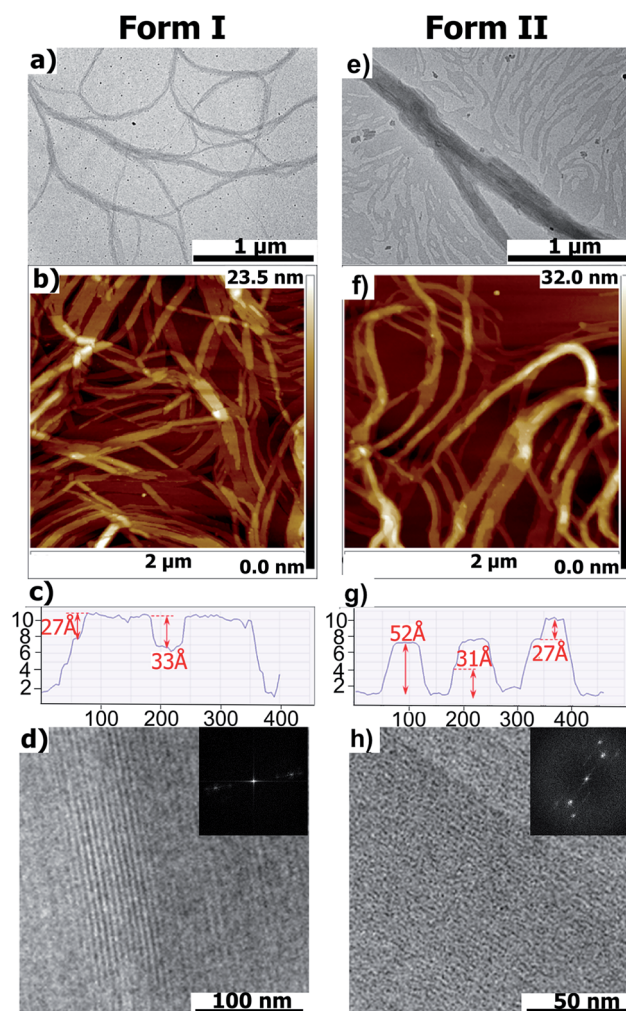 Form I
Form II
a)
1 µm
e)
1 µm
b)
23.5 nm
2 µm
0.0 nm
f)
32.0 nm
2 µm
0.0 nm
c)
10
8
6
4
2
27Å
33Å
100 200 300 400
g)
10
8
6
4
2
52Å
31Å
27Å
100 200 300 400
d)
100 nm
h)
50 nm